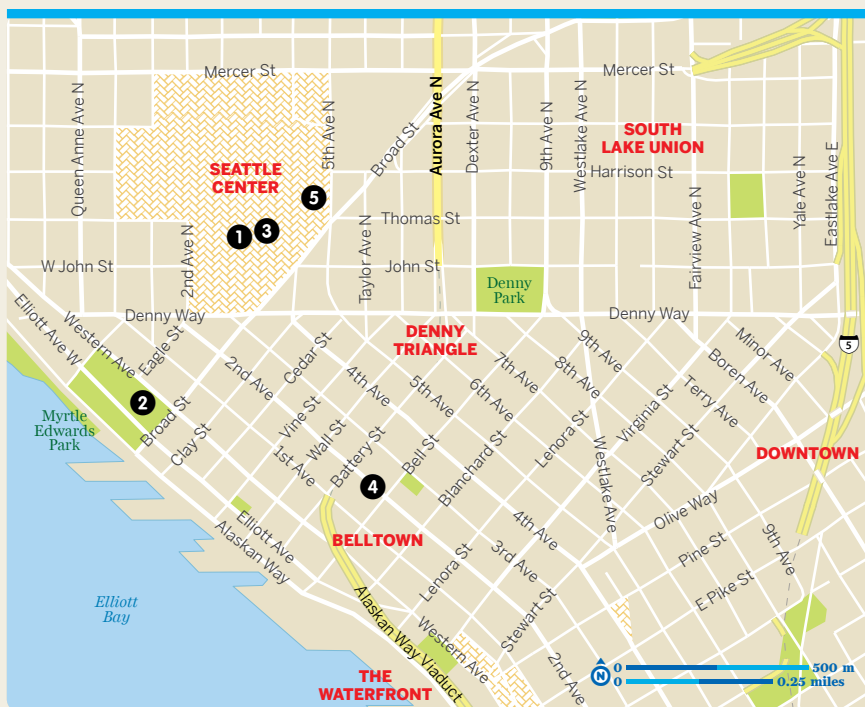 Mercer St
Mercer St
Queen Anne Ave N
5th Ave N
Broad St
Aurora Ave N
Dexter Ave N
9th Ave N
Westlake Ave N
SOUTH
LAKE UNION
Harrison St
SEATTLE
CENTER
5
1
3
2nd Ave N
Thomas St
Taylor Ave N
John St
W John St
Fairview Ave N
Yale Ave N
Eastlake Ave E
Denny
Park
Denny Way
Denny Way
5
Elliott Ave W
Western Ave
Eagle St
2nd Ave
Cedar St
DENNY
TRIANGLE
4th Ave
5th Ave
6th Ave
7th Ave
8th Ave
9th Ave
Minor Ave
Boren Ave
Terry Ave
2
Myrtle
Edwards
Park
Broad St
Clay St
Vine St
Wall St
1st Ave
Battery St
Bell St
Blanchard St
Lenora St
Virginia St
Stewart St
Westlake Ave
DOWNTOWN
4
Olive Way
BELLTOWN
Elliott Ave
Alaskan Way
4th Ave
3rd Ave
Pine St
E Pike St
9th Ave
Lenora St
Stewart St
Elliott
Bay
Alaskan Way Viaduct
Western Ave
2nd Ave
THE
WATERFRONT
N
0 500 m
0 0.25 miles